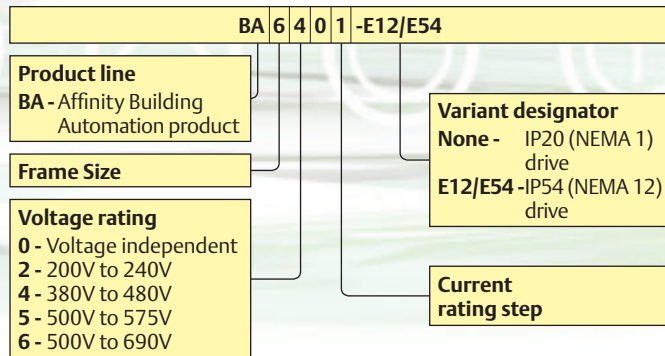 BA 6 4 0 1 -E12/E54
Product line
BA - Affinity Building
Automation product
Frame Size
Voltage rating
0 - Voltage independent
2 - 200V to 240V
4 - 380V to 480V
5 - 500V to 575V
6 - 500V to 690V
Variant designator
None - IP20 (NEMA 1)
drive
E12/E54 -IP54 (NEMA 12)
drive
Current
rating step